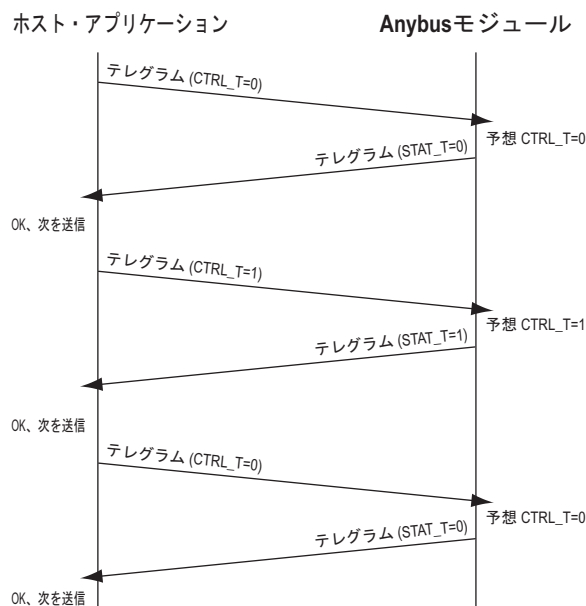 ホスト・アプリケーション
Anybusモジュール
テレグラム (CTRL_T=0)
予想 CTRL_T=0
テレグラム (STAT_T=0)
OK、次を送信
テレグラム (CTRL_T=1)
予想 CTRL_T=1
テレグラム (STAT_T=1)
OK、次を送信
テレグラム (CTRL_T=0)
予想 CTRL_T=0
テレグラム (STAT_T=0)
OK、次を送信